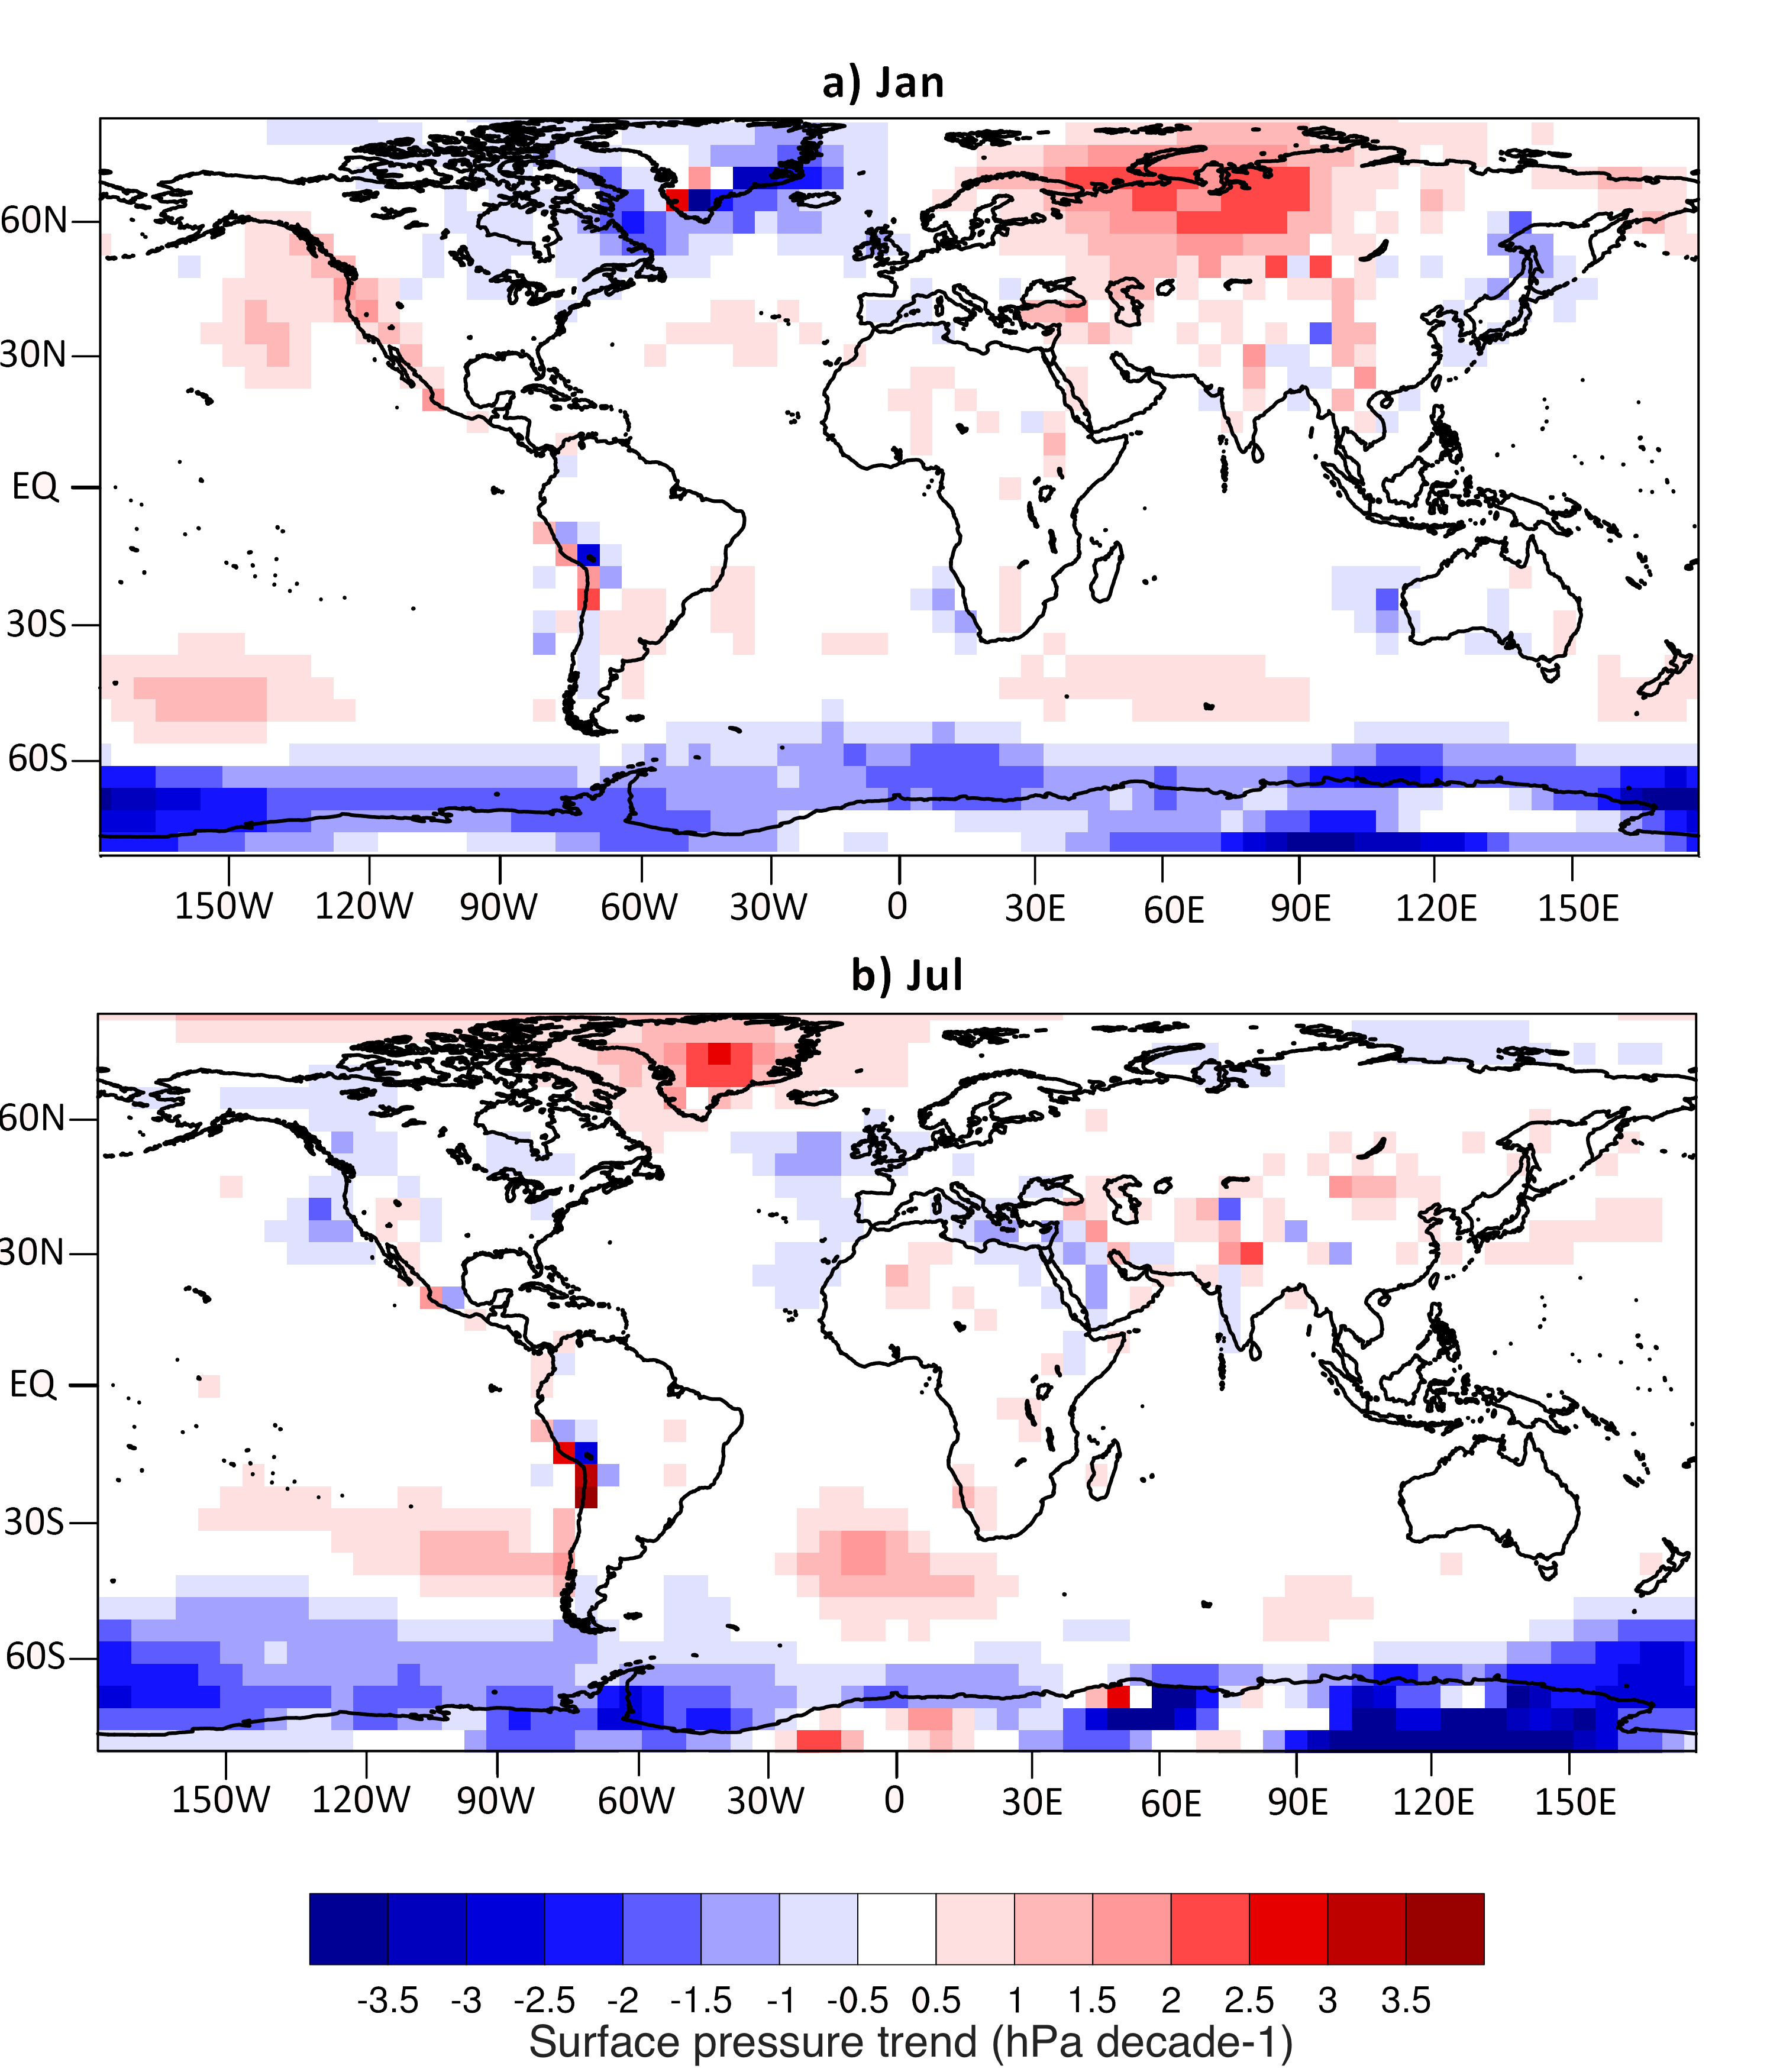 a) Jan
60N
30N
EQ
30S
60S
150W 120W 90W 60W 30W 0 30E 60E 90E 120E 150E
b) Jul
60N
30N
EQ
30S
60S
150W 120W 90W 60W 30W 0 30E 60E 90E 120E 150E
-3.5 -3 -2.5 -2 -1.5 -1 -0.5 0.5 1 1.5 2 2.5 3 3.5
Surface pressure trend (hPa decade-1)